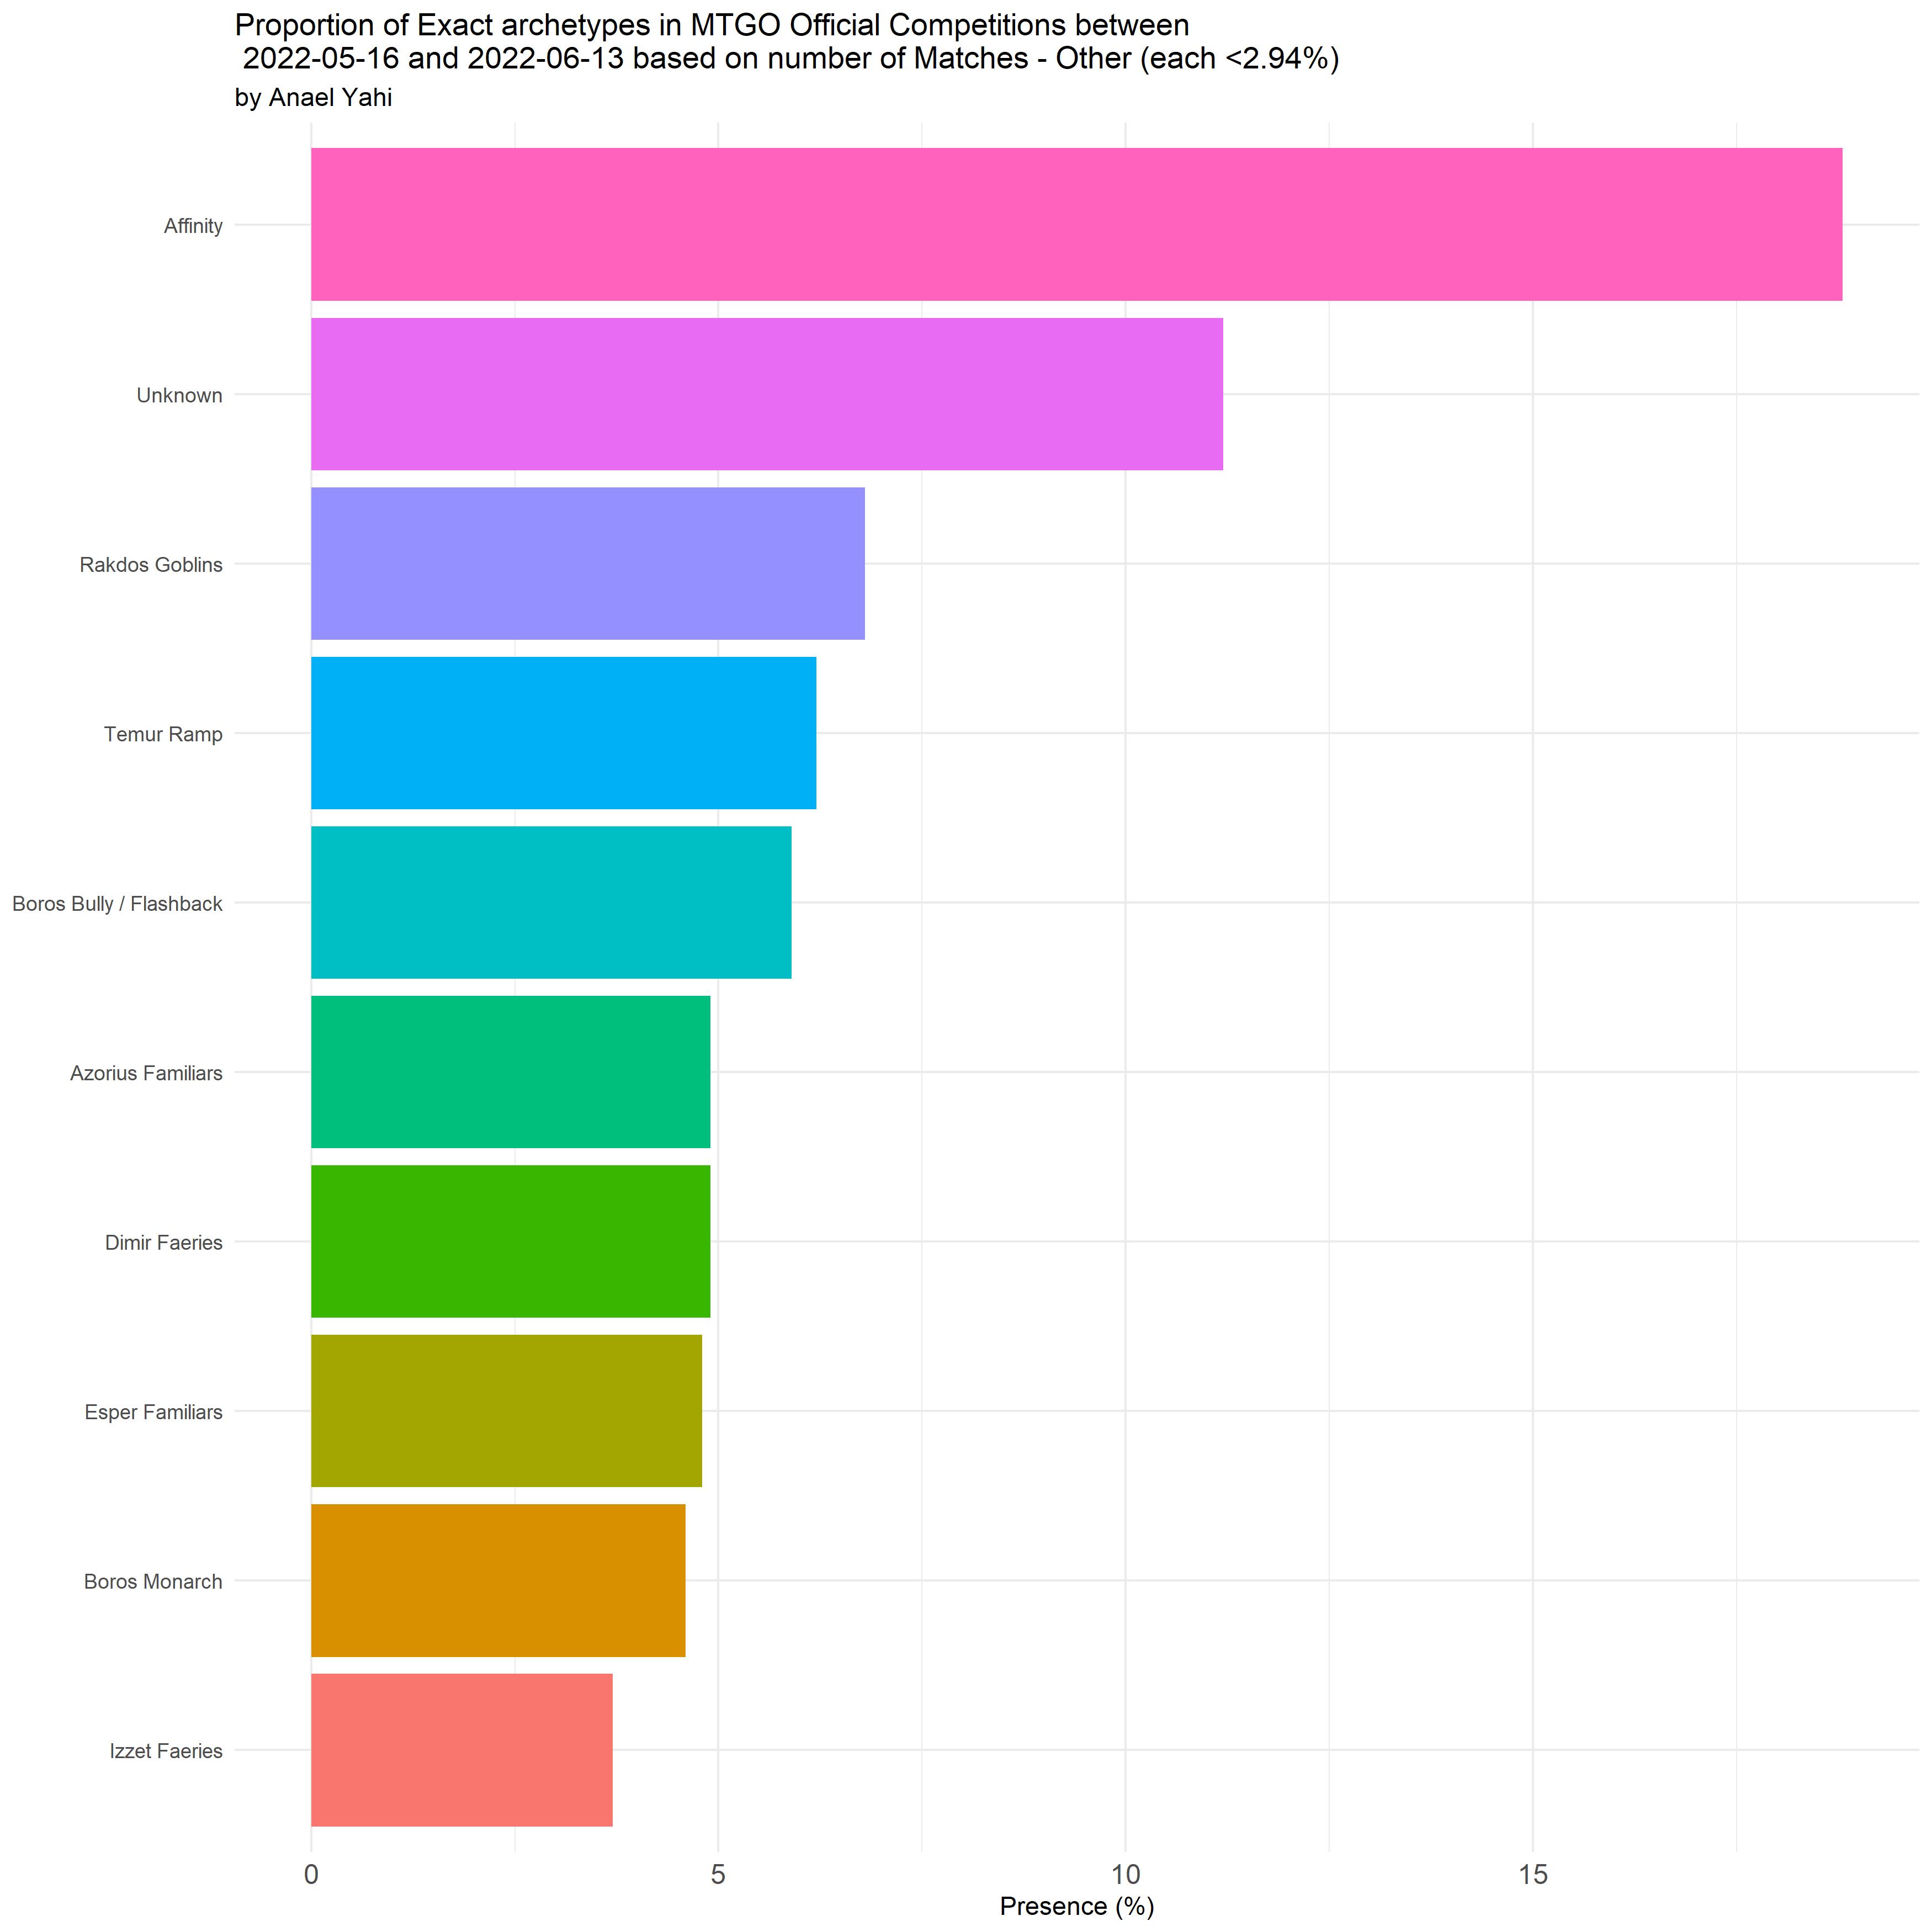 Proportion of Exact archetypes in MTGO Official Competitions between
2022-05-16 and 2022-06-13 based on number of Matches - Other (each <2.94%)
by Anael Yahi
Affinity
Unknown
Rakdos Goblins
Temur Ramp
Boros Bully / Flashback
Azorius Familiars
Dimir Faeries
Esper Familiars
Boros Monarch
Izzet Faeries
0 5 10 15
Presence (%)